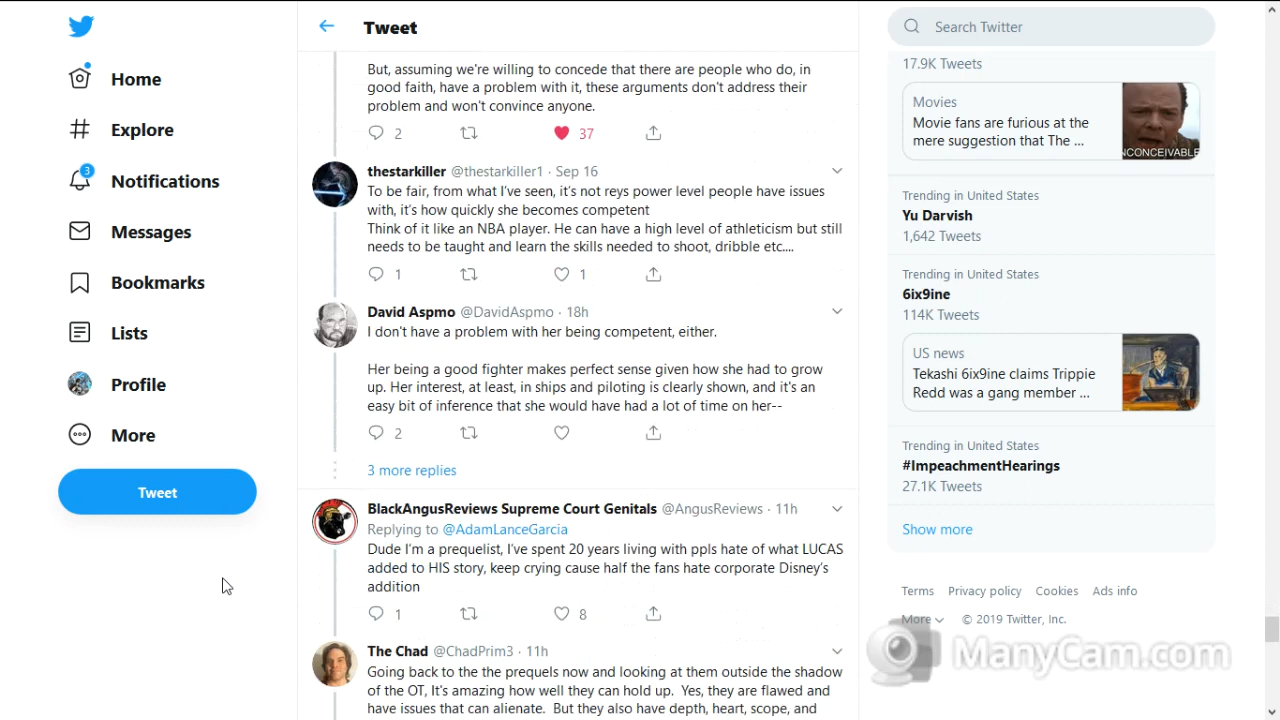 Home
Explore
3
Notifications
Messages
Bookmarks
Lists
Profile
More
Tweet
Tweet
But, assuming we're willing to concede that there are people who do, in
good faith, have a problem with it, these arguments don't address their
problem and won't convince anyone.
2 37
thestarkiller @thestarkiller1 · Sep 16
To be fair, from what I've seen, it's not reys power level people have issues
with, it's how quickly she becomes competent
Think of it like an NBA player. He can have a high level of athleticism but still
needs to be taught and learn the skills needed to shoot, dribble etc....
1 1
David Aspmo @DavidAspmo · 18h
I don't have a problem with her being competent, either.
Her being a good fighter makes perfect sense given how she had to grow
up. Her interest, at least, in ships and piloting is clearly shown, and it's an
easy bit of inference that she would have had a lot of time on her--
2
3 more replies
BlackAngusReviews Supreme Court Genitals @AngusReviews · 11h
Replying to @AdamLanceGarcia
Dude I'm a prequelist, I've spent 20 years living with ppls hate of what LUCAS
added to HIS story, keep crying cause half the fans hate corporate Disney's
addition
1 8
The Chad @ChadPrim3 · 11h
Going back to the the prequels now and looking at them outside the shadow
of the OT, It's amazing how well they can hold up. Yes, they are flawed and
have issues that can alienate. But they also have depth, heart, scope, and
Search Twitter
17.9K Tweets
Movies
Movie fans are furious at the
mere suggestion that The ...
NCONCEIVABLE
Trending in United States
Yu Darvish
1,642 Tweets
Trending in United States
6ix9ine
114K Tweets
US news
Tekashi 6ix9ine claims Trippie
Redd was a gang member ...
Trending in United States
#ImpeachmentHearings
27.1K Tweets
Show more
Terms Privacy policy Cookies Ads info
More © 2019 Twitter, Inc.
ManyCam.com